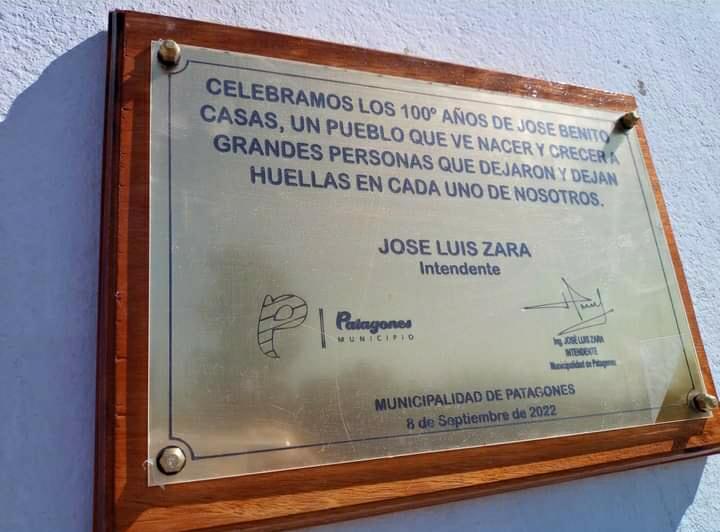 CELEBRAMOS LOS 100º AÑOS DE JOSE BENITO
CASAS, UN PUEBLO QUE VE NACER Y CRECER A
GRANDES PERSONAS QUE DEJARON Y DEJAN
HUELLAS EN CADA UNO DE NOSOTROS.
JOSE LUIS ZARA
Intendente
Patagones
MUNICIPIO
Ing. JOSÉ LUIS ZARA
INTENDENTE
Municipalidad de Patagones
MUNICIPALIDAD DE PATAGONES
8 de Septiembre de 2022